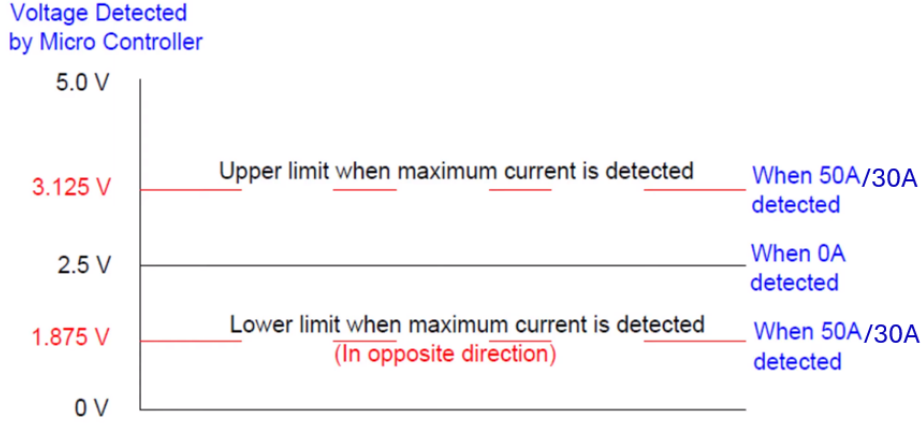 Voltage Detected
by Micro Controller
5.0 V
Upper limit when maximum current is detected
3.125 V
When 50A/30A
detected
2.5 V
When 0A
detected
Lower limit when maximum current is detected
1.875 V
(In opposite direction)
When 50A/30A
detected
0 V